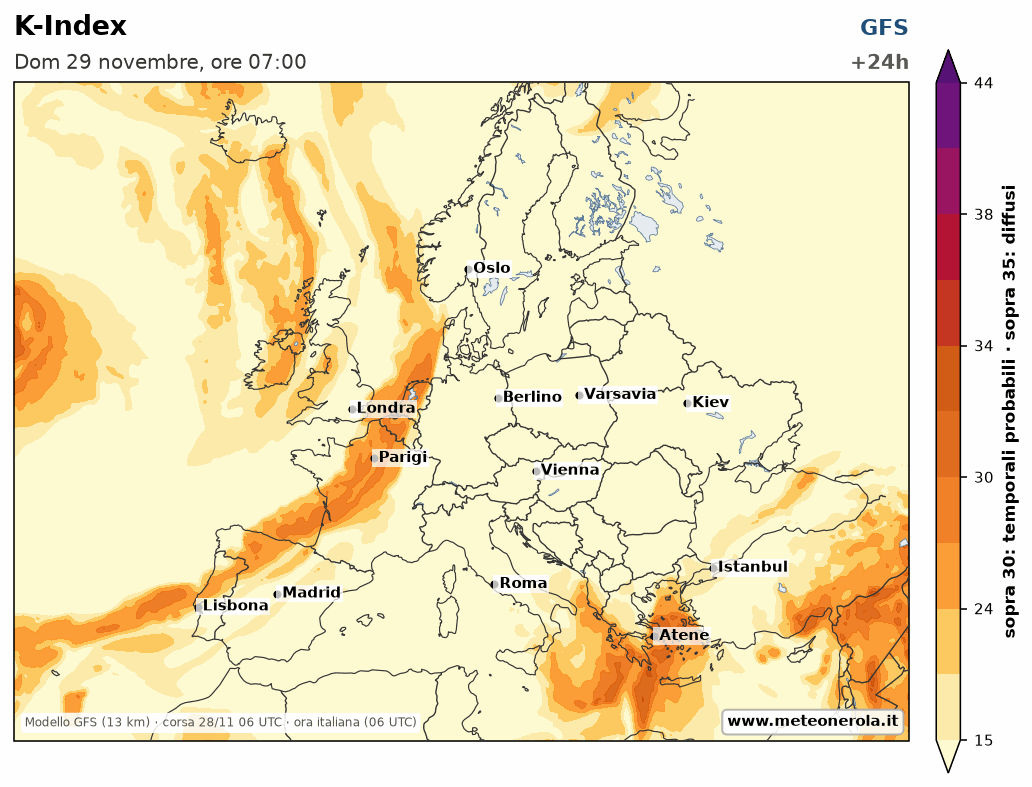 K-Index
GFS
Dom 29 novembre, ore 07:00
+24h
44
38
34
30
24
15
sopra 30: temporali probabili · sopra 35: diffusi
Oslo
Berlino
Varsavia
Kiev
Londra
Parigi
Vienna
Istanbul
Roma
Madrid
Lisbona
Atene
Modello GFS (13 km) · corsa 28/11 06 UTC · ora italiana (06 UTC)
www.meteonerola.it